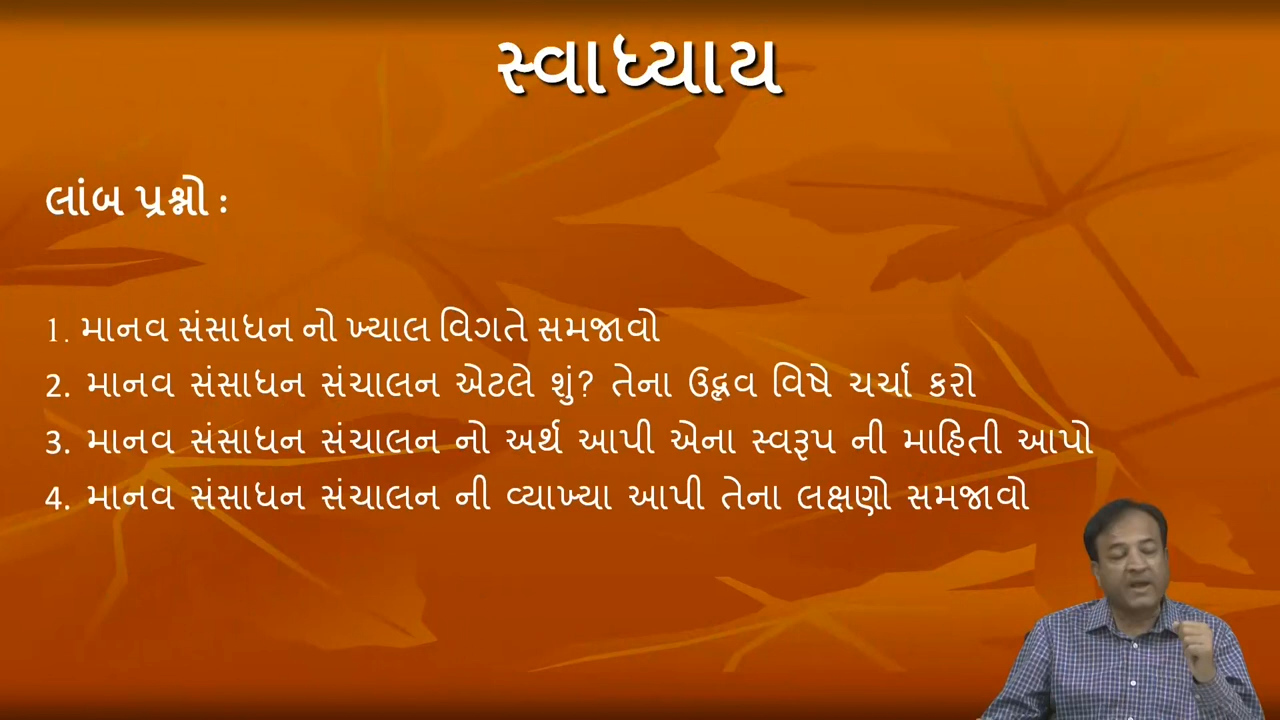 સ્વાધ્યાય
લાંબ પ્રશ્નો :
1. માનવ સંસાધન નો ખ્યાલ વિગતે સમજાવો
2. માનવ સંસાધન સંચાલન એટલે શું? તેના ઉદ્ભવ વિષે ચર્ચા કરો
3. માનવ સંસાધન સંચાલન નો અર્થ આપી એના સ્વરૂપ ની માહિતી આપો
4. માનવ સંસાધન સંચાલન ની વ્યાખ્યા આપી તેના લક્ષણો સમજાવો